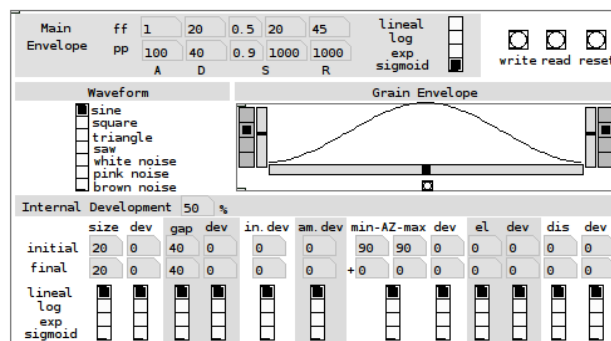 Main Envelope ff 1 20 0.5 20 45
pp 100 40 0.9 1000 1000
A D S R
lineal
log
exp
sigmoid
write read reset
Waveform
sine
square
triangle
saw
white noise
pink noise
brown noise
Grain Envelope
Internal Development 50 %
size dev gap dev in.dev am.dev min-AZ-max dev el dev dis dev
initial 20 0 40 0 0 0 90 90 0 0 0 0 0
final 20 0 40 0 0 0 +0 0 0 0 0 0 0
lineal
log
exp
sigmoid